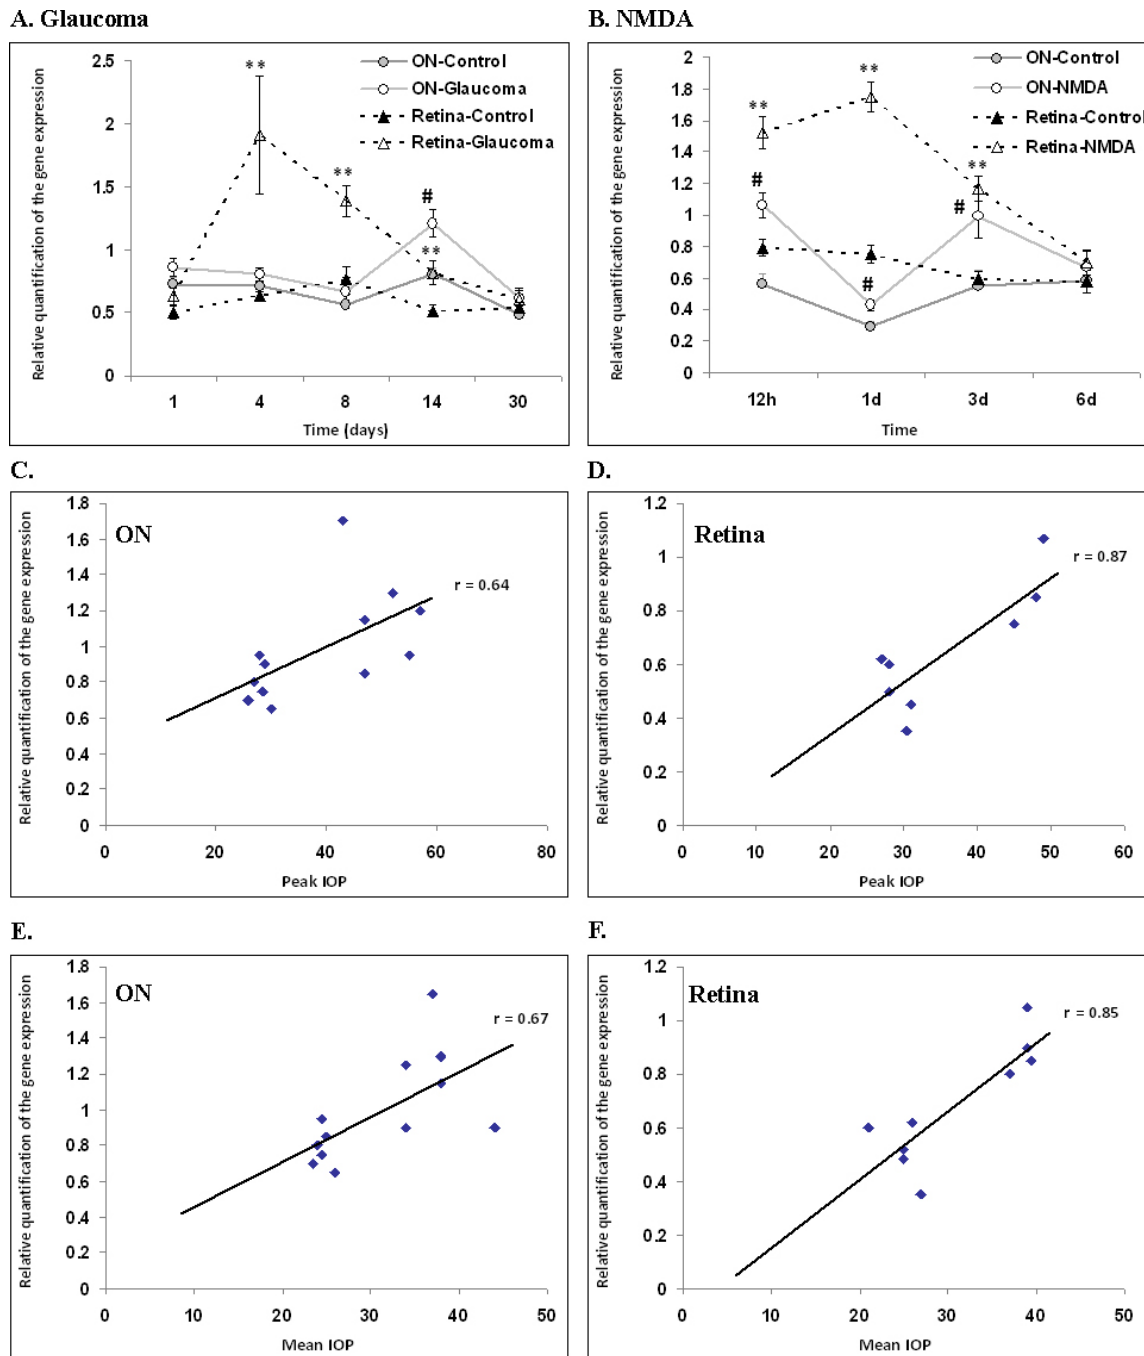 A. Glaucoma
Relative quantification of the gene expression
2.5
2
1.5
1
0.5
0
**
**
#
**
ON-Control
ON-Glaucoma
Retina-Control
Retina-Glaucoma
1 4 8 14 30
Time (days)
B. NMDA
Relative quantification of the gene expression
2
1.8
1.6
1.4
1.2
1
0.8
0.6
0.4
0.2
0
**
**
**
#
#
#
ON-Control
ON-NMDA
Retina-Control
Retina-NMDA
12h 1d 3d 6d
Time
C.
Relative quantification of the gene expression
1.8
1.6
1.4
1.2
1
0.8
0.6
0.4
0.2
0
ON
r = 0.64
0 20 40 60 80
Peak IOP
D.
Relative quantification of the gene expression
1.2
1
0.8
0.6
0.4
0.2
0
Retina
r = 0.87
0 10 20 30 40 50 60
Peak IOP
E.
Relative quantification of the gene expression
1.8
1.6
1.4
1.2
1
0.8
0.6
0.4
0.2
0
ON
r = 0.67
0 10 20 30 40 50
Mean IOP
F.
Relative quantification of the gene expression
1.2
1
0.8
0.6
0.4
0.2
0
Retina
r = 0.85
0 10 20 30 40 50
Mean IOP